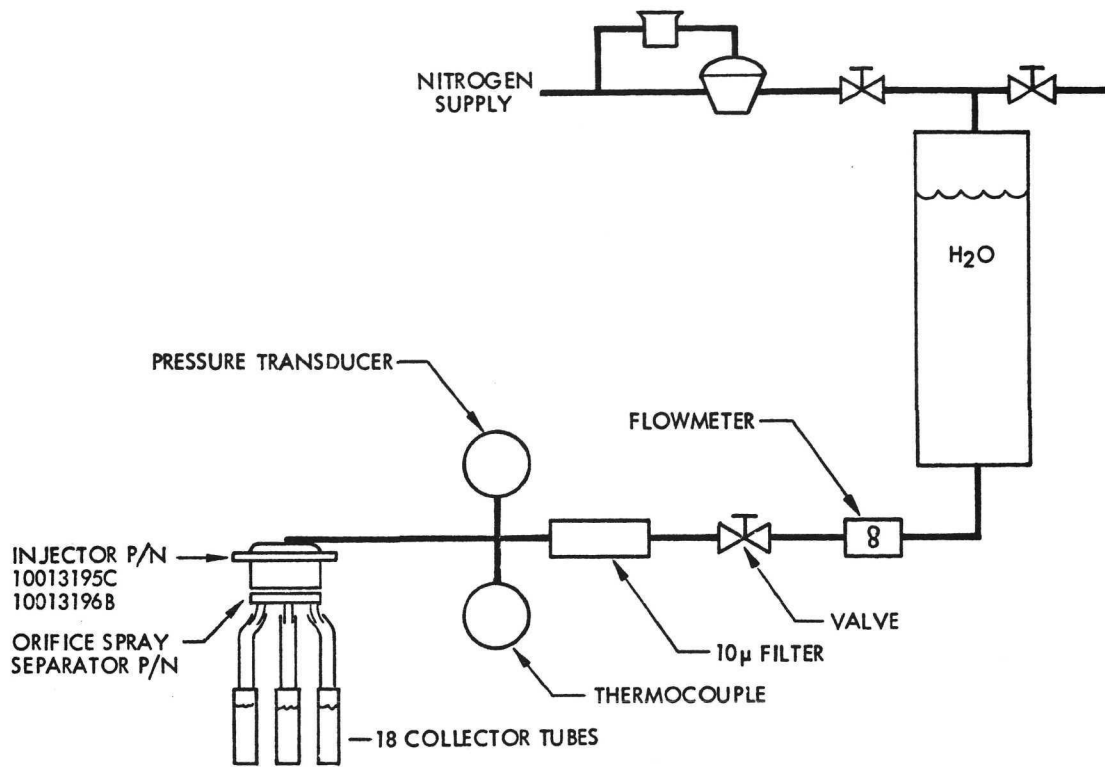 NITROGEN
SUPPLY
H2O
PRESSURE TRANSDUCER
FLOWMETER
8
INJECTOR P/N
10013195C
10013196B
ORIFICE SPRAY
SEPARATOR P/N
VALVE
10μ FILTER
THERMOCOUPLE
18 COLLECTOR TUBES